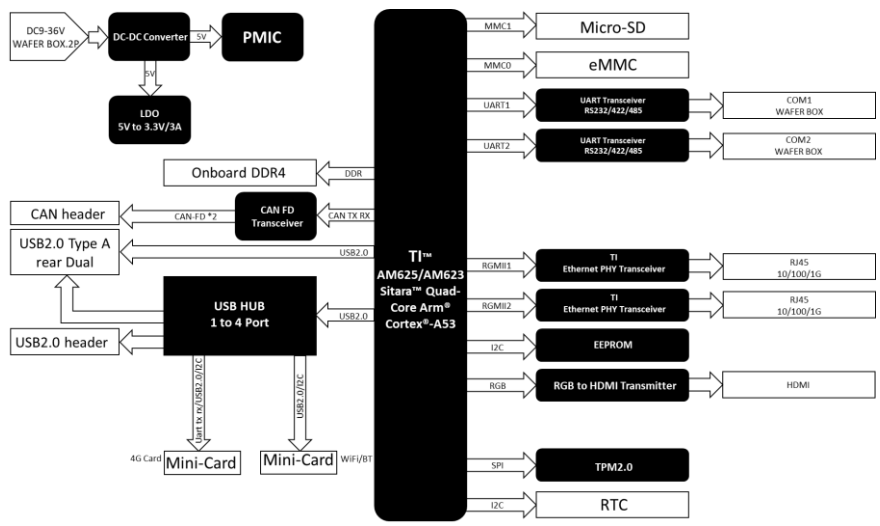 DC9-36V
WAFER BOX.2P
DC-DC Converter
5V
PMIC
5V
LDO
5V to 3.3V/3A
Onboard DDR4
DDR
CAN header
CAN-FD *2
CAN FD
Transceiver
CAN TX RX
USB2.0 Type A
rear Dual
USB2.0
USB HUB
1 to 4 Port
USB2.0
USB2.0 header
Uart tx rx/USB2.0/I2C
USB2.0/I2C
4G Card
Mini-Card
Mini-Card
WiFi/BT
TI™
AM625/AM623
Sitara™ Quad-
Core Arm®
Cortex®-A53
MMC1
Micro-SD
MMC0
eMMC
UART1
UART Transceiver
RS232/422/485
COM1
WAFER BOX
UART2
UART Transceiver
RS232/422/485
COM2
WAFER BOX
RGMII1
TI
Ethernet PHY Transceiver
RJ45
10/100/1G
RGMII2
TI
Ethernet PHY Transceiver
RJ45
10/100/1G
I2C
EEPROM
RGB
RGB to HDMI Transmitter
HDMI
SPI
TPM2.0
I2C
RTC